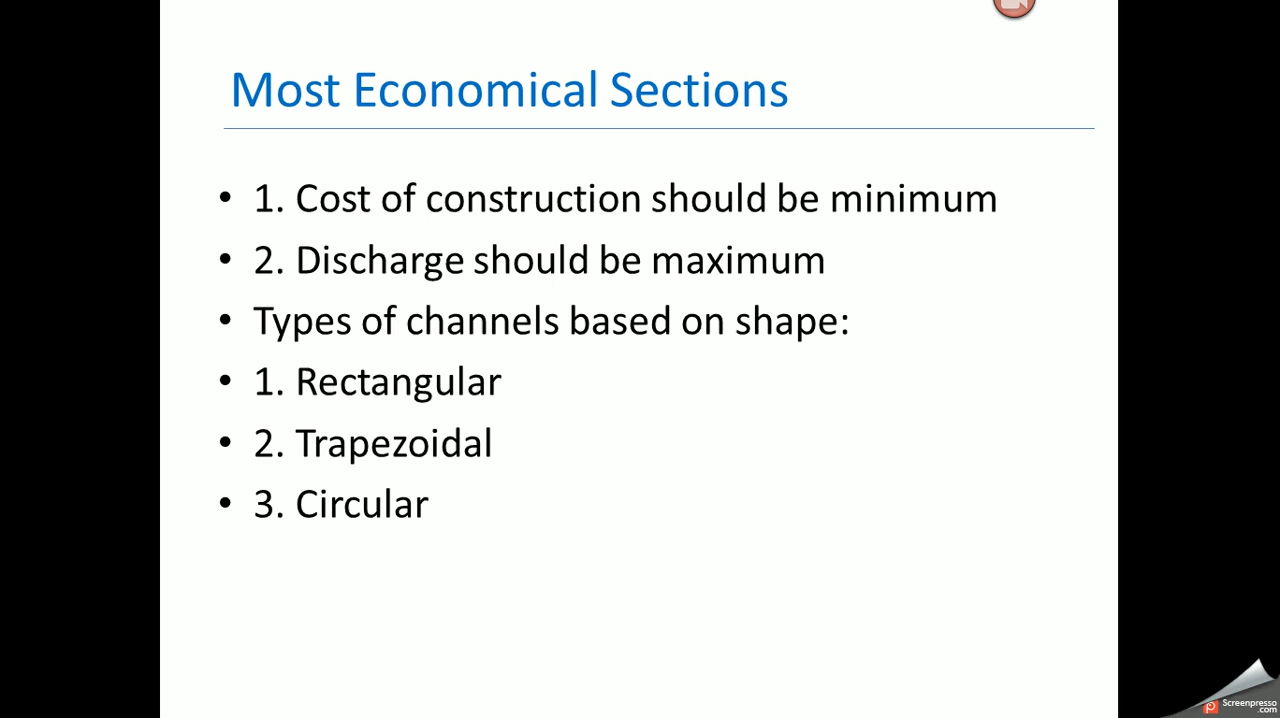 Most Economical Sections
• 1. Cost of construction should be minimum
• 2. Discharge should be maximum
• Types of channels based on shape:
• 1. Rectangular
• 2. Trapezoidal
• 3. Circular
Screenpresso
.com